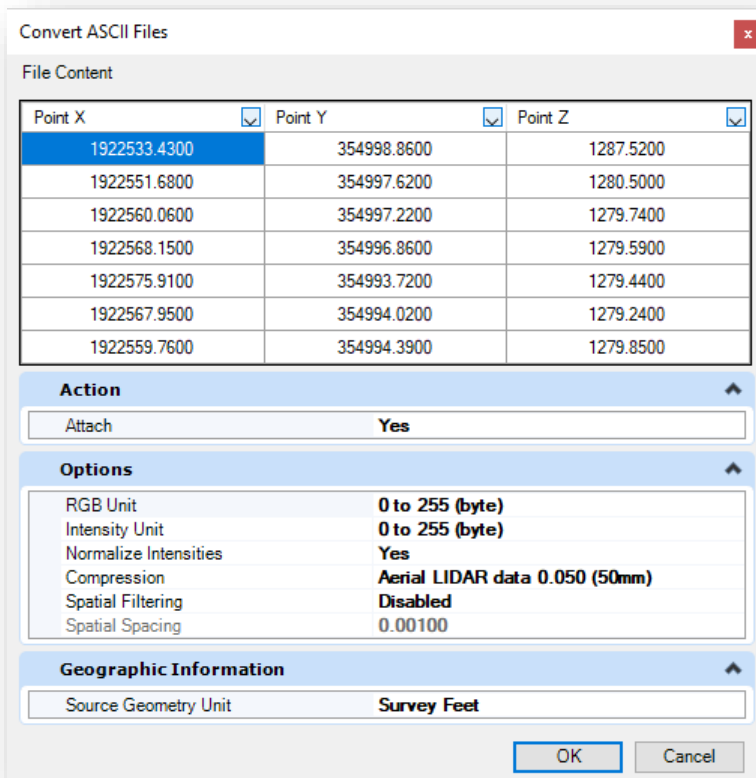 Convert ASCII Files
x
File Content
Point X Point Y Point Z
1922533.4300 354998.8600 1287.5200
1922551.6800 354997.6200 1280.5000
1922560.0600 354997.2200 1279.7400
1922568.1500 354996.8600 1279.5900
1922575.9100 354993.7200 1279.4400
1922567.9500 354994.0200 1279.2400
1922559.7600 354994.3900 1279.8500
Action
Attach Yes
Options
RGB Unit 0 to 255 (byte)
Intensity Unit 0 to 255 (byte)
Normalize Intensities Yes
Compression Aerial LIDAR data 0.050 (50mm)
Spatial Filtering Disabled
Spatial Spacing 0.00100
Geographic Information
Source Geometry Unit Survey Feet
OK Cancel